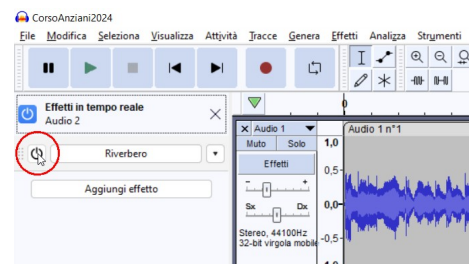 CorsoAnziani2024
File Modifica Seleziona Visualizza Attività Tracce Genera Effetti Analizza Strumenti
Effetti in tempo reale
Audio 2
Riverbero
Aggiungi effetto
0
Audio 1
Audio 1 n°1
Muto Solo
Effetti
- +
Sx Dx
Stereo, 44100Hz
32-bit virgola mobile
1,0
0,5-
0,0-
-0,5-